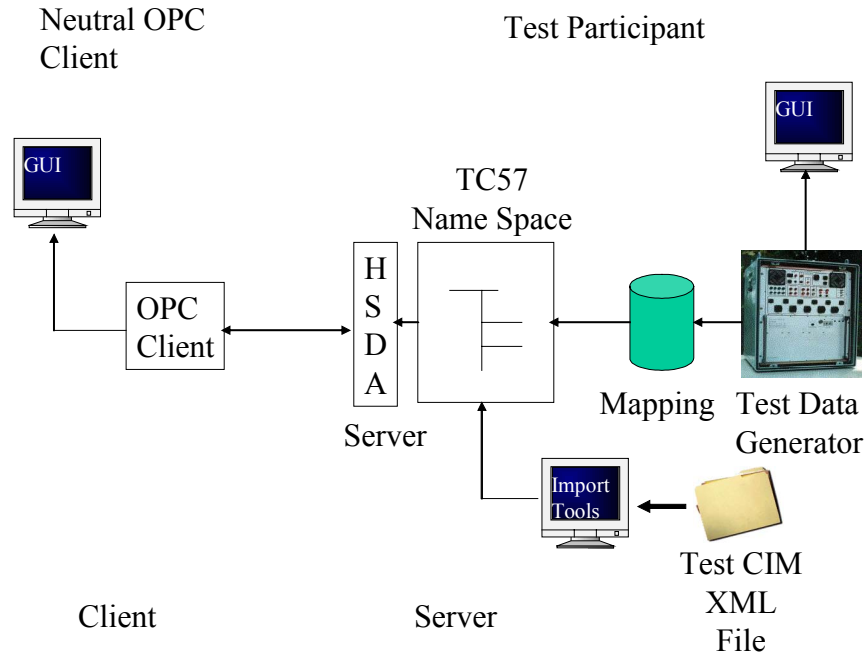 Neutral OPC
Client
Test Participant
GUI
GUI
TC57
Name Space
H
S
D
A
OPC
Client
Server
Mapping
Test Data
Generator
Import
Tools
Test CIM
XML
File
Client
Server